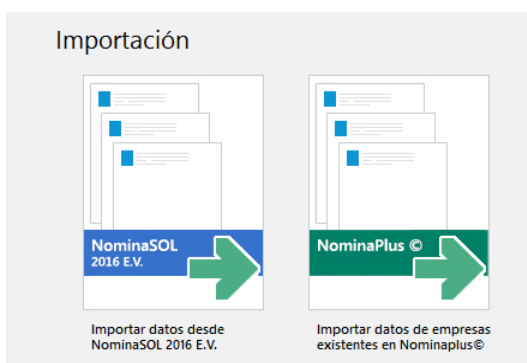 Importación
NominaSOL
2016 E.V.
NominaPlus ©
Importar datos desde
NominaSOL 2016 E.V.
Importar datos de empresas
existentes en Nominaplus©